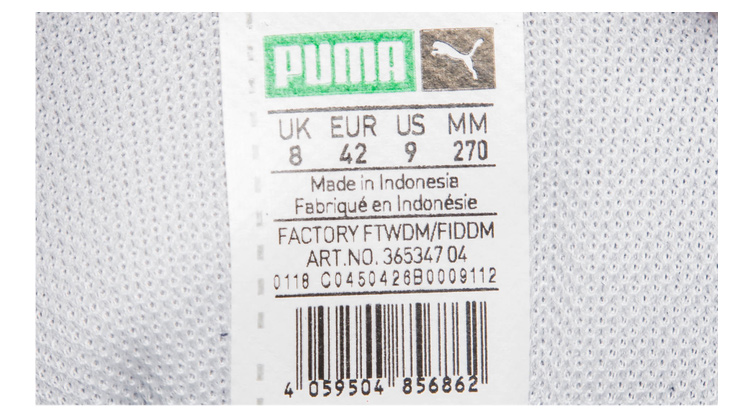 PUMA
UK EUR US MM
8 42 9 270
Made in Indonesia
Fabriqué en Indonésie
FACTORY FTWDM/FIDDM
ART.NO. 365347 04
0118 C0450426B0009112
4 059504 856862